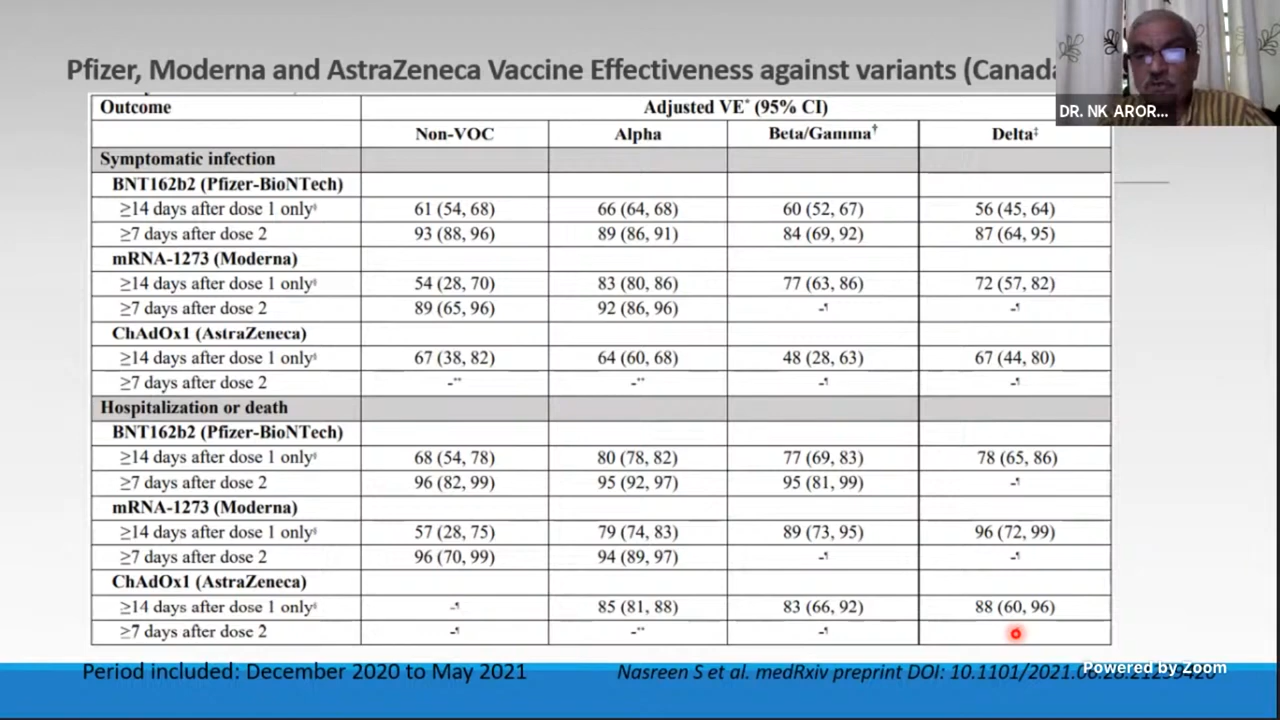 Pfizer, Moderna and AstraZeneca Vaccine Effectiveness against variants (Canada
DR. NK AROR...
Outcome Adjusted VE* (95% CI)
Non-VOC Alpha Beta/Gamma† Delta‡
Symptomatic infection
BNT162b2 (Pfizer-BioNTech)
≥14 days after dose 1 only 61 (54, 68) 66 (64, 68) 60 (52, 67) 56 (45, 64)
≥7 days after dose 2 93 (88, 96) 89 (86, 91) 84 (69, 92) 87 (64, 95)
mRNA-1273 (Moderna)
≥14 days after dose 1 only 54 (28, 70) 83 (80, 86) 77 (63, 86) 72 (57, 82)
≥7 days after dose 2 89 (65, 96) 92 (86, 96) -¶ -¶
ChAdOx1 (AstraZeneca)
≥14 days after dose 1 only 67 (38, 82) 64 (60, 68) 48 (28, 63) 67 (44, 80)
≥7 days after dose 2 -** -** -¶ -¶
Hospitalization or death
BNT162b2 (Pfizer-BioNTech)
≥14 days after dose 1 only 68 (54, 78) 80 (78, 82) 77 (69, 83) 78 (65, 86)
≥7 days after dose 2 96 (82, 99) 95 (92, 97) 95 (81, 99) -¶
mRNA-1273 (Moderna)
≥14 days after dose 1 only 57 (28, 75) 79 (74, 83) 89 (73, 95) 96 (72, 99)
≥7 days after dose 2 96 (70, 99) 94 (89, 97) -¶ -¶
ChAdOx1 (AstraZeneca)
≥14 days after dose 1 only -¶ 85 (81, 88) 83 (66, 92) 88 (60, 96)
≥7 days after dose 2 -¶ -** -¶
Period included: December 2020 to May 2021
Nasreen S et al. medRxiv preprint DOI:
Powered by Zoom